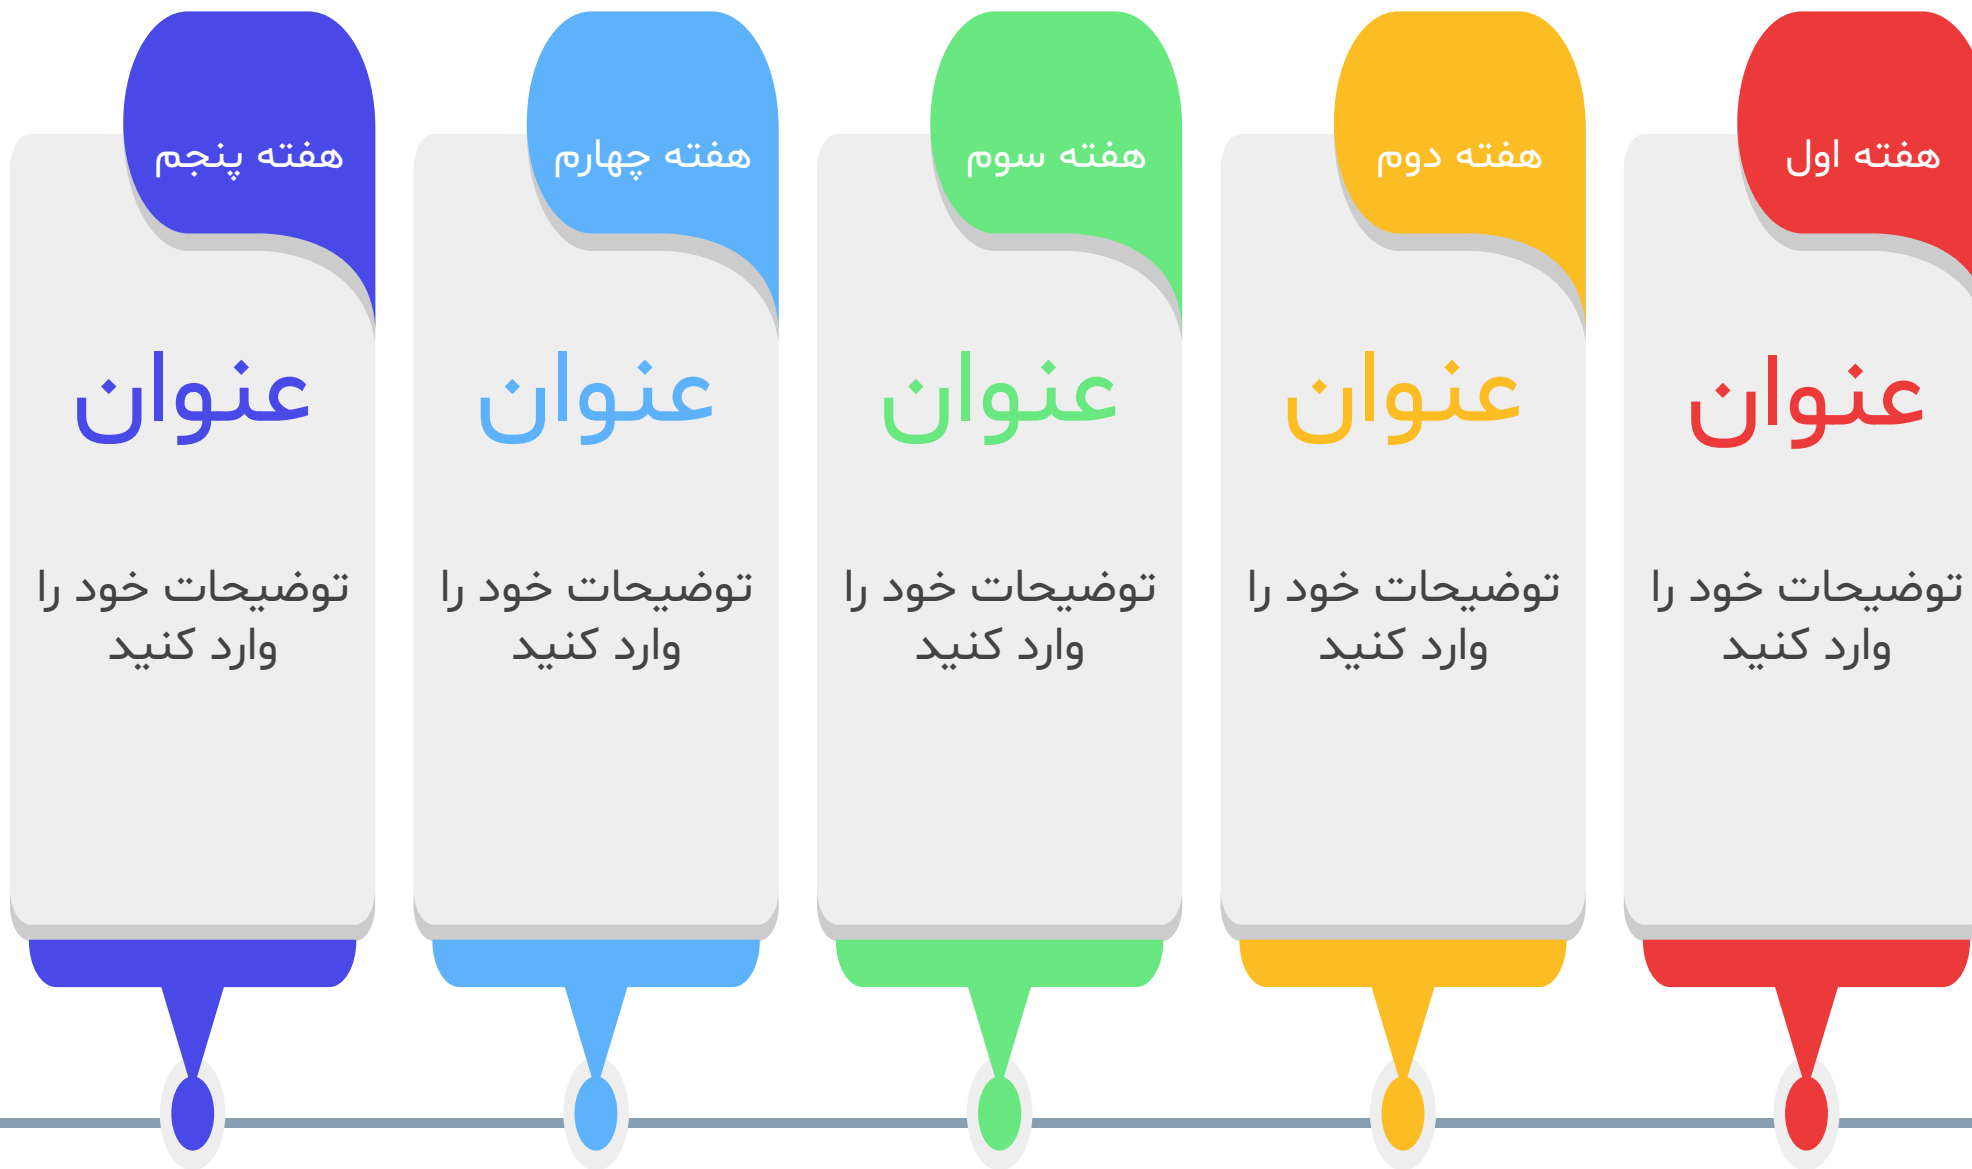 هفته اول
عنوان
توضیحات خود را
وارد کنید
هفته دوم
عنوان
توضیحات خود را
وارد کنید
هفته سوم
عنوان
توضیحات خود را
وارد کنید
هفته چهارم
عنوان
توضیحات خود را
وارد کنید
هفته پنجم
عنوان
توضیحات خود را
وارد کنید